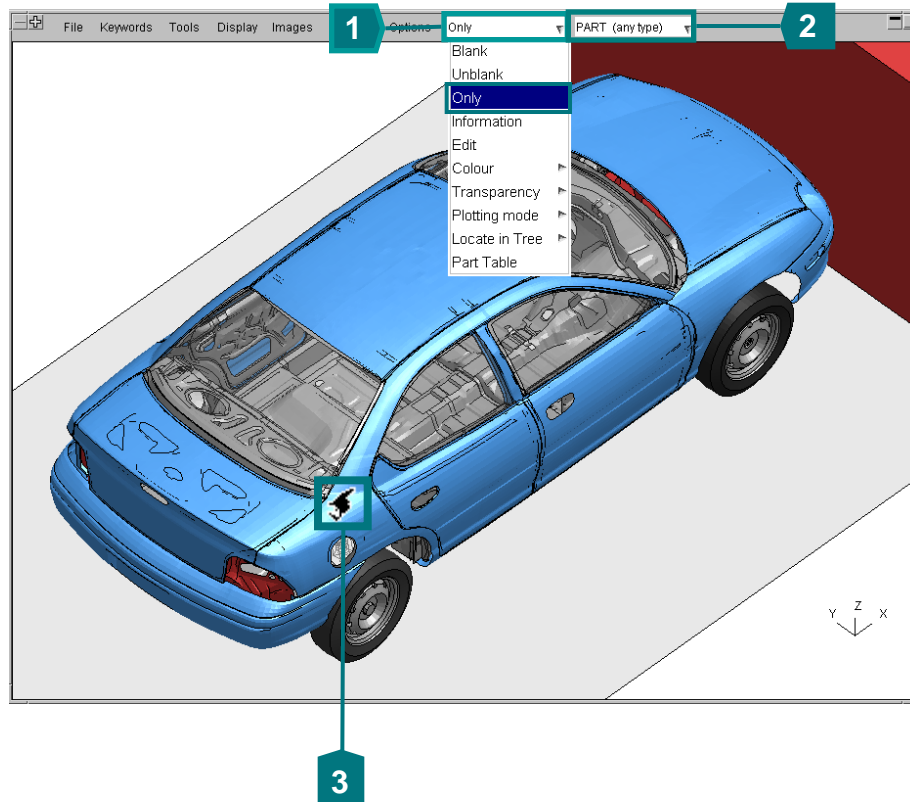 File Keywords Tools Display Images Options Only PART (any type)
1
2
Blank
Unblank
Only
Information
Edit
Colour
Transparency
Plotting mode
Locate in Tree
Part Table
Y Z X
3